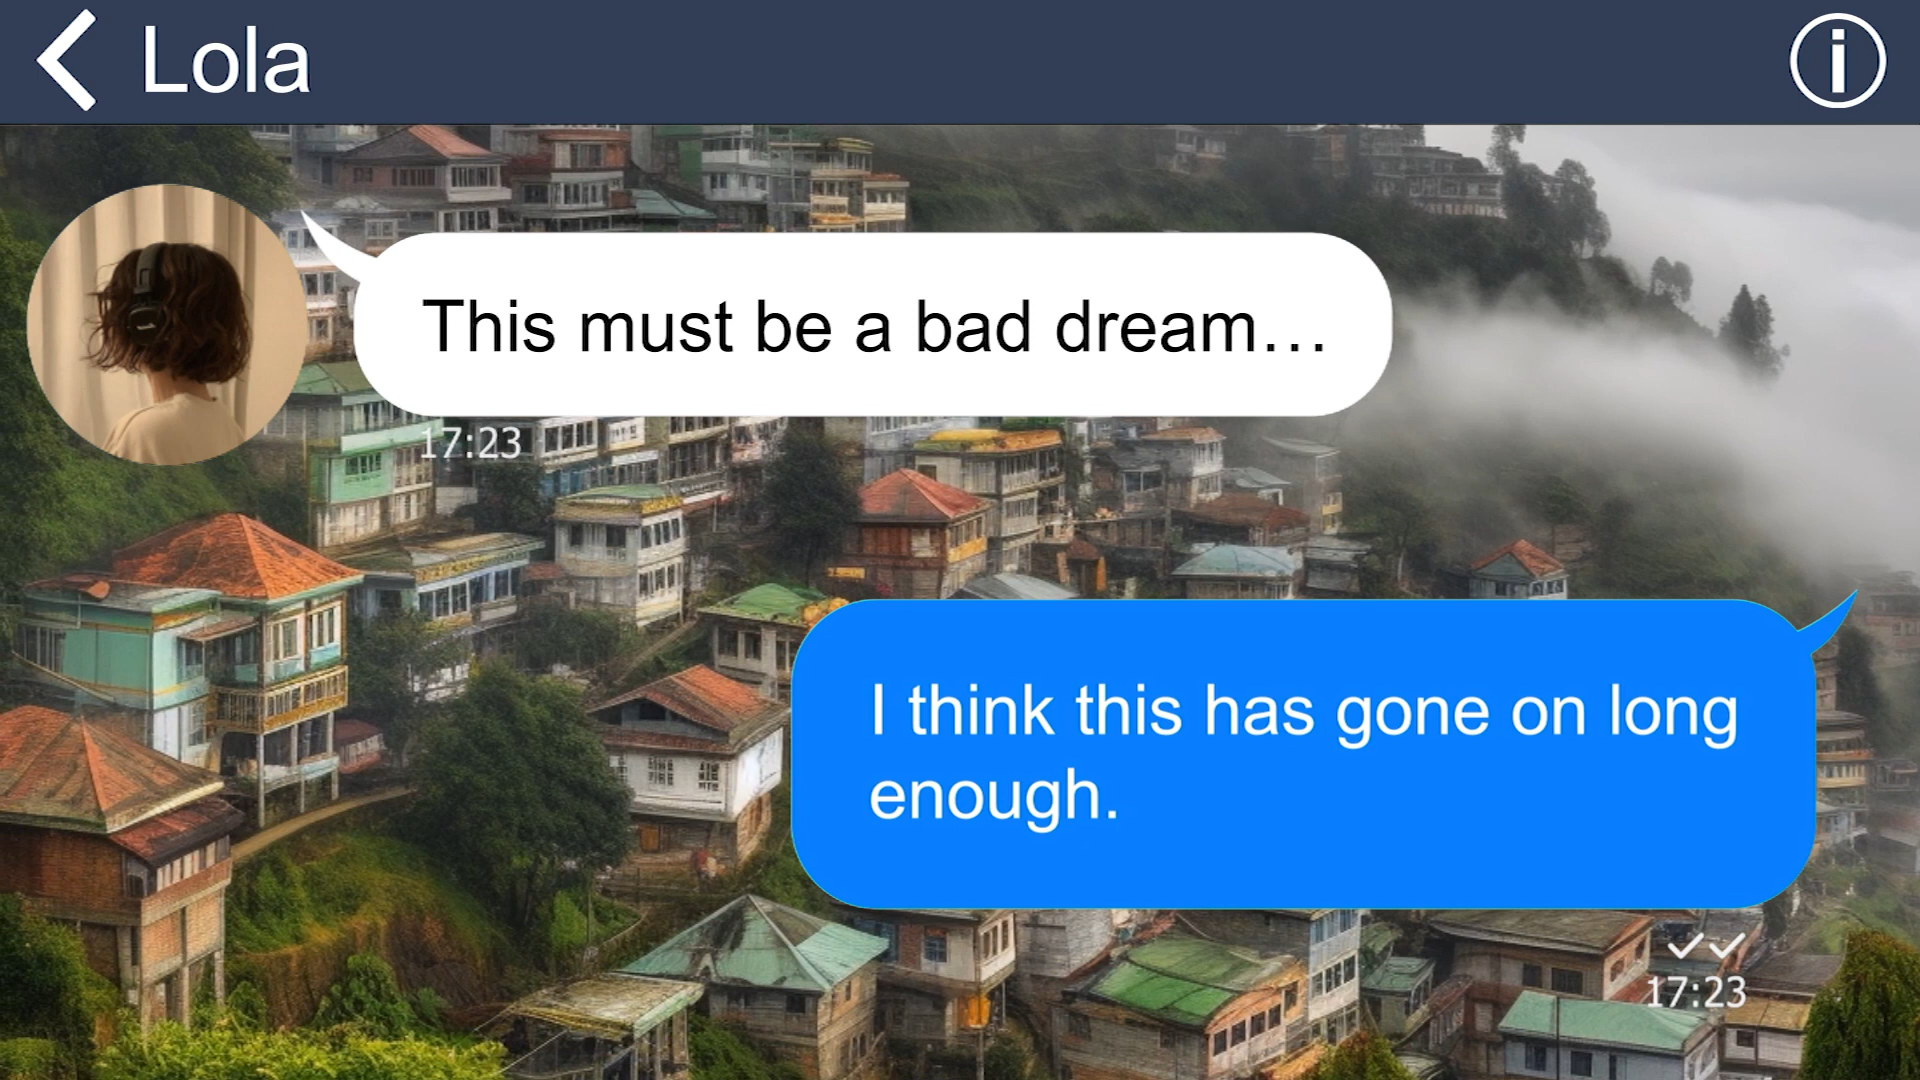 Lola
This must be a bad dream…
17:23
I think this has gone on long
enough.
17:23